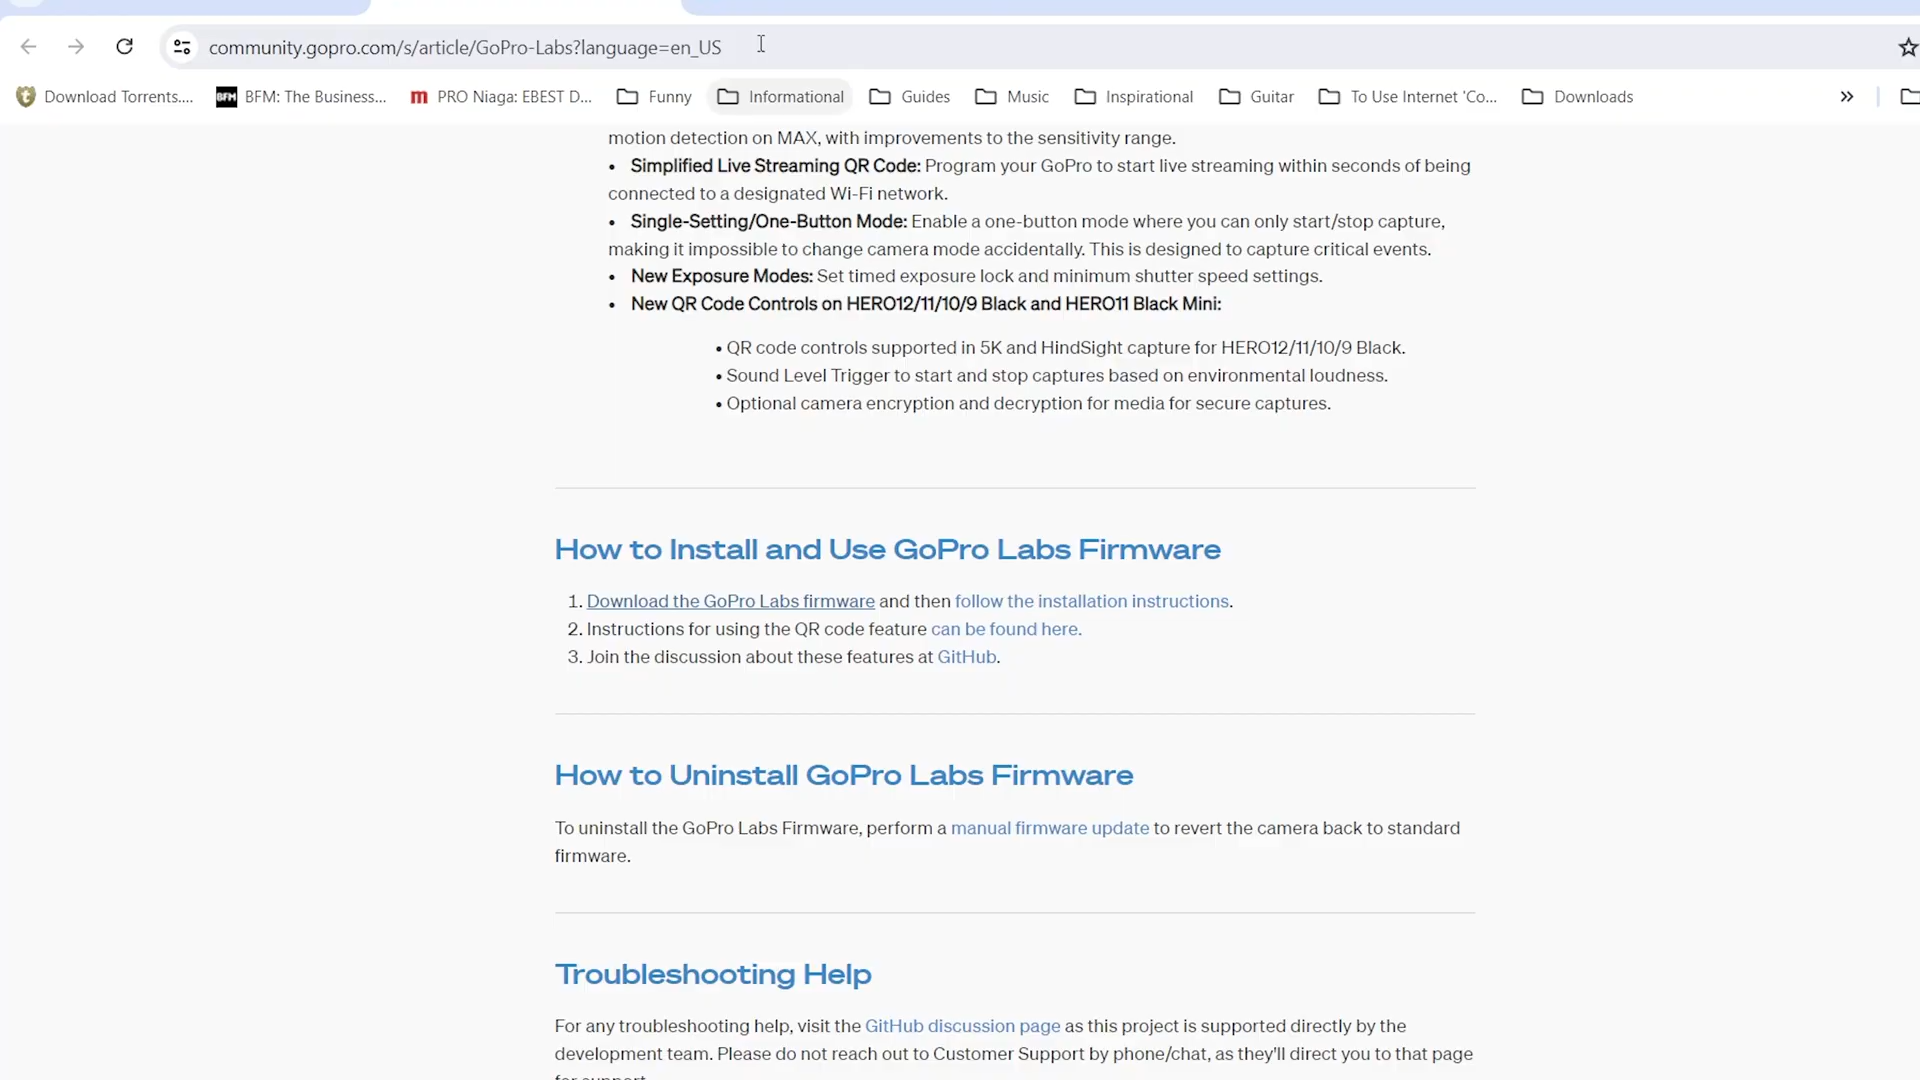 community.gopro.com/s/article/GoPro-Labs?language=en_US
Download Torrents.... BFM: The Business... PRO Niaga: EBEST D... Funny Informational Guides Music Inspirational Guitar To Use Internet 'Co... Downloads
motion detection on MAX, with improvements to the sensitivity range.
• Simplified Live Streaming QR Code: Program your GoPro to start live streaming within seconds of being
connected to a designated Wi-Fi network.
• Single-Setting/One-Button Mode: Enable a one-button mode where you can only start/stop capture,
making it impossible to change camera mode accidentally. This is designed to capture critical events.
• New Exposure Modes: Set timed exposure lock and minimum shutter speed settings.
• New QR Code Controls on HERO12/11/10/9 Black and HERO11 Black Mini:
• QR code controls supported in 5K and HindSight capture for HERO12/11/10/9 Black.
• Sound Level Trigger to start and stop captures based on environmental loudness.
• Optional camera encryption and decryption for media for secure captures.
How to Install and Use GoPro Labs Firmware
1. Download the GoPro Labs firmware and then follow the installation instructions.
2. Instructions for using the QR code feature can be found here.
3. Join the discussion about these features at GitHub.
How to Uninstall GoPro Labs Firmware
To uninstall the GoPro Labs Firmware, perform a manual firmware update to revert the camera back to standard
firmware.
Troubleshooting Help
For any troubleshooting help, visit the GitHub discussion page as this project is supported directly by the
development team. Please do not reach out to Customer Support by phone/chat, as they'll direct you to that page
for support.